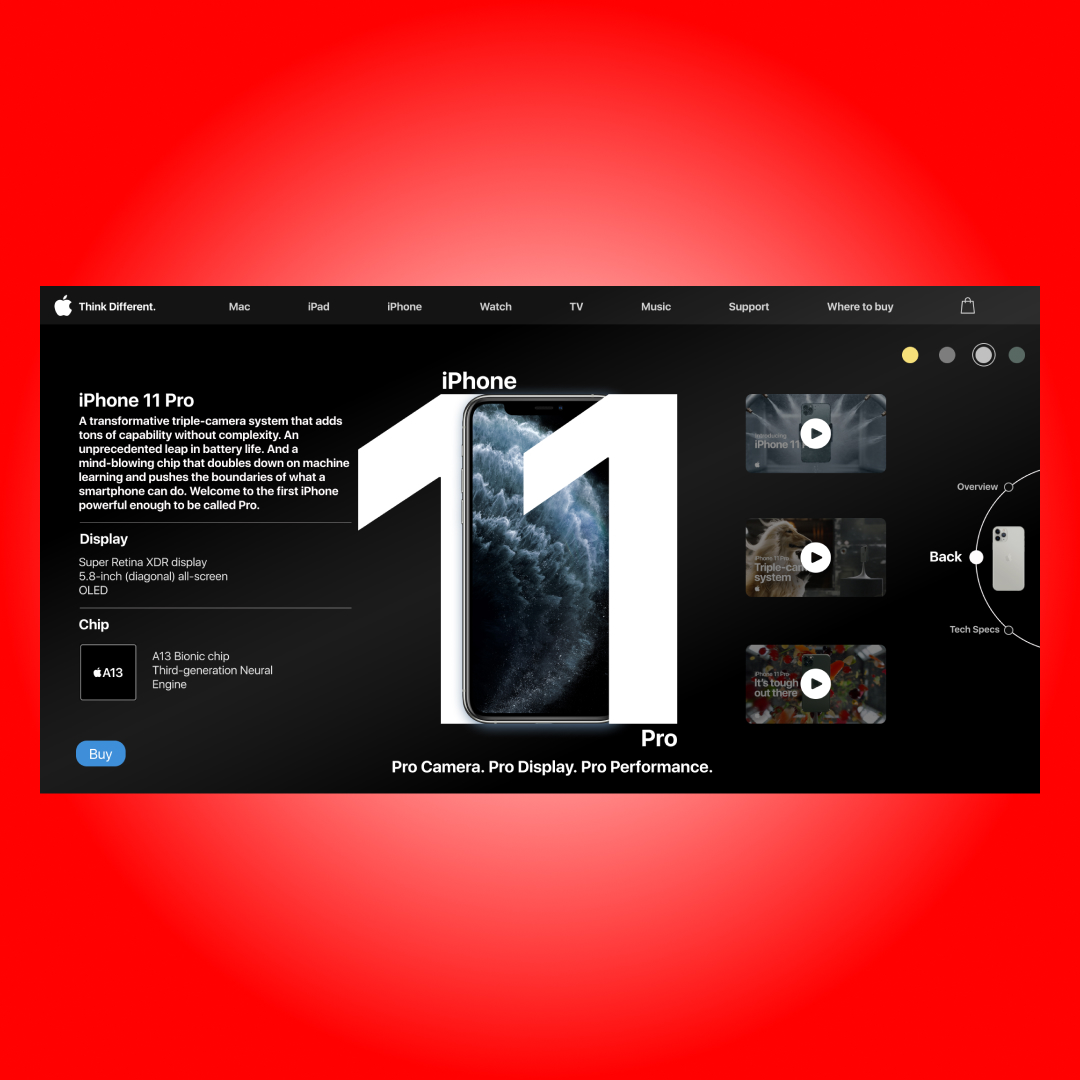 Think Different.
Mac
iPad
iPhone
Watch
TV
Music
Support
Where to buy
iPhone 11 Pro
A transformative triple-camera system that adds
tons of capability without complexity. An
unprecedented leap in battery life. And a
mind-blowing chip that doubles down on machine
learning and pushes the boundaries of what a
smartphone can do. Welcome to the first iPhone
powerful enough to be called Pro.
Display
Super Retina XDR display
5.8-inch (diagonal) all-screen
OLED
Chip
A13
A13 Bionic chip
Third-generation Neural
Engine
Buy
iPhone
11
Pro
Pro Camera. Pro Display. Pro Performance.
Introducing
iPhone 11
iPhone 11 Pro
Triple-cam
system
iPhone 11 Pro
It's tough
out there
Overview
Back
Tech Specs